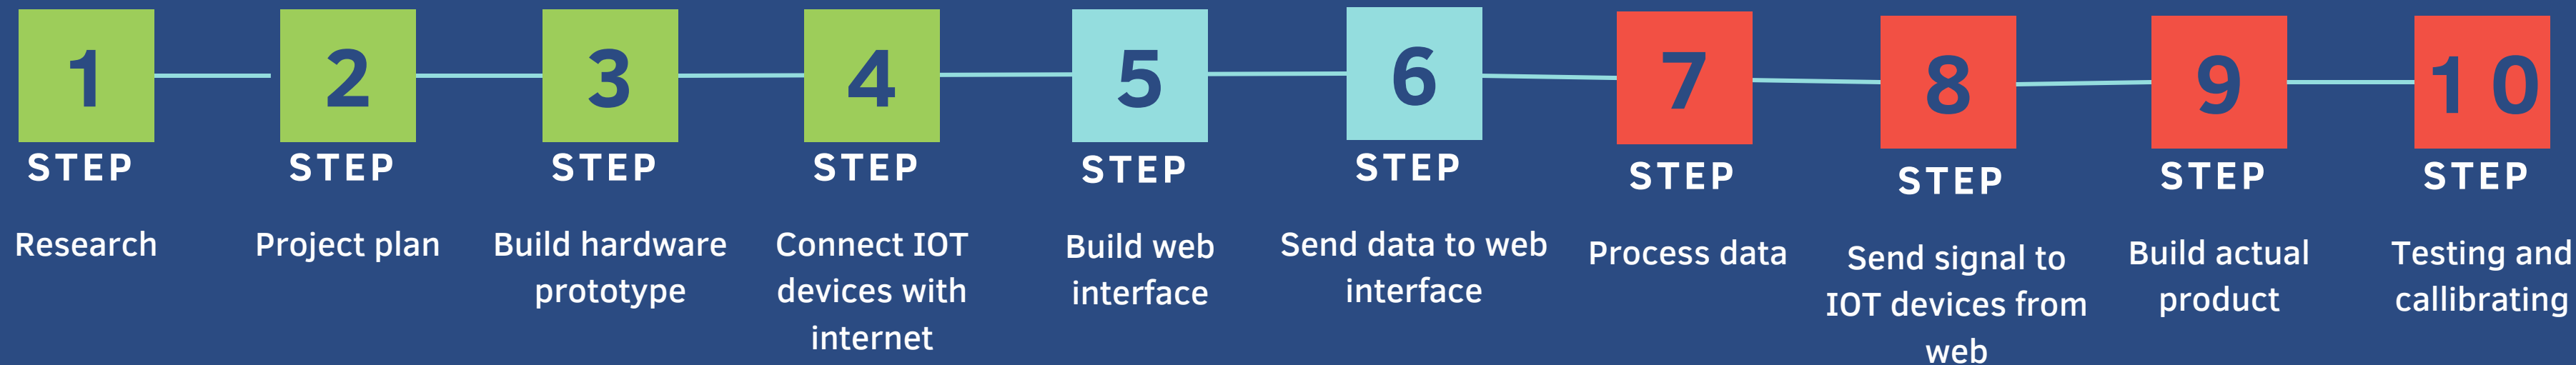 1
STEP
Research
2
STEP
Project plan
3
STEP
Build hardware
prototype
4
STEP
Connect IOT
devices with
internet
5
STEP
Build web
interface
6
STEP
Send data to web
interface
7
STEP
Process data
8
STEP
Send signal to
IOT devices from
web
9
STEP
Build actual
product
10
STEP
Testing and
callibrating